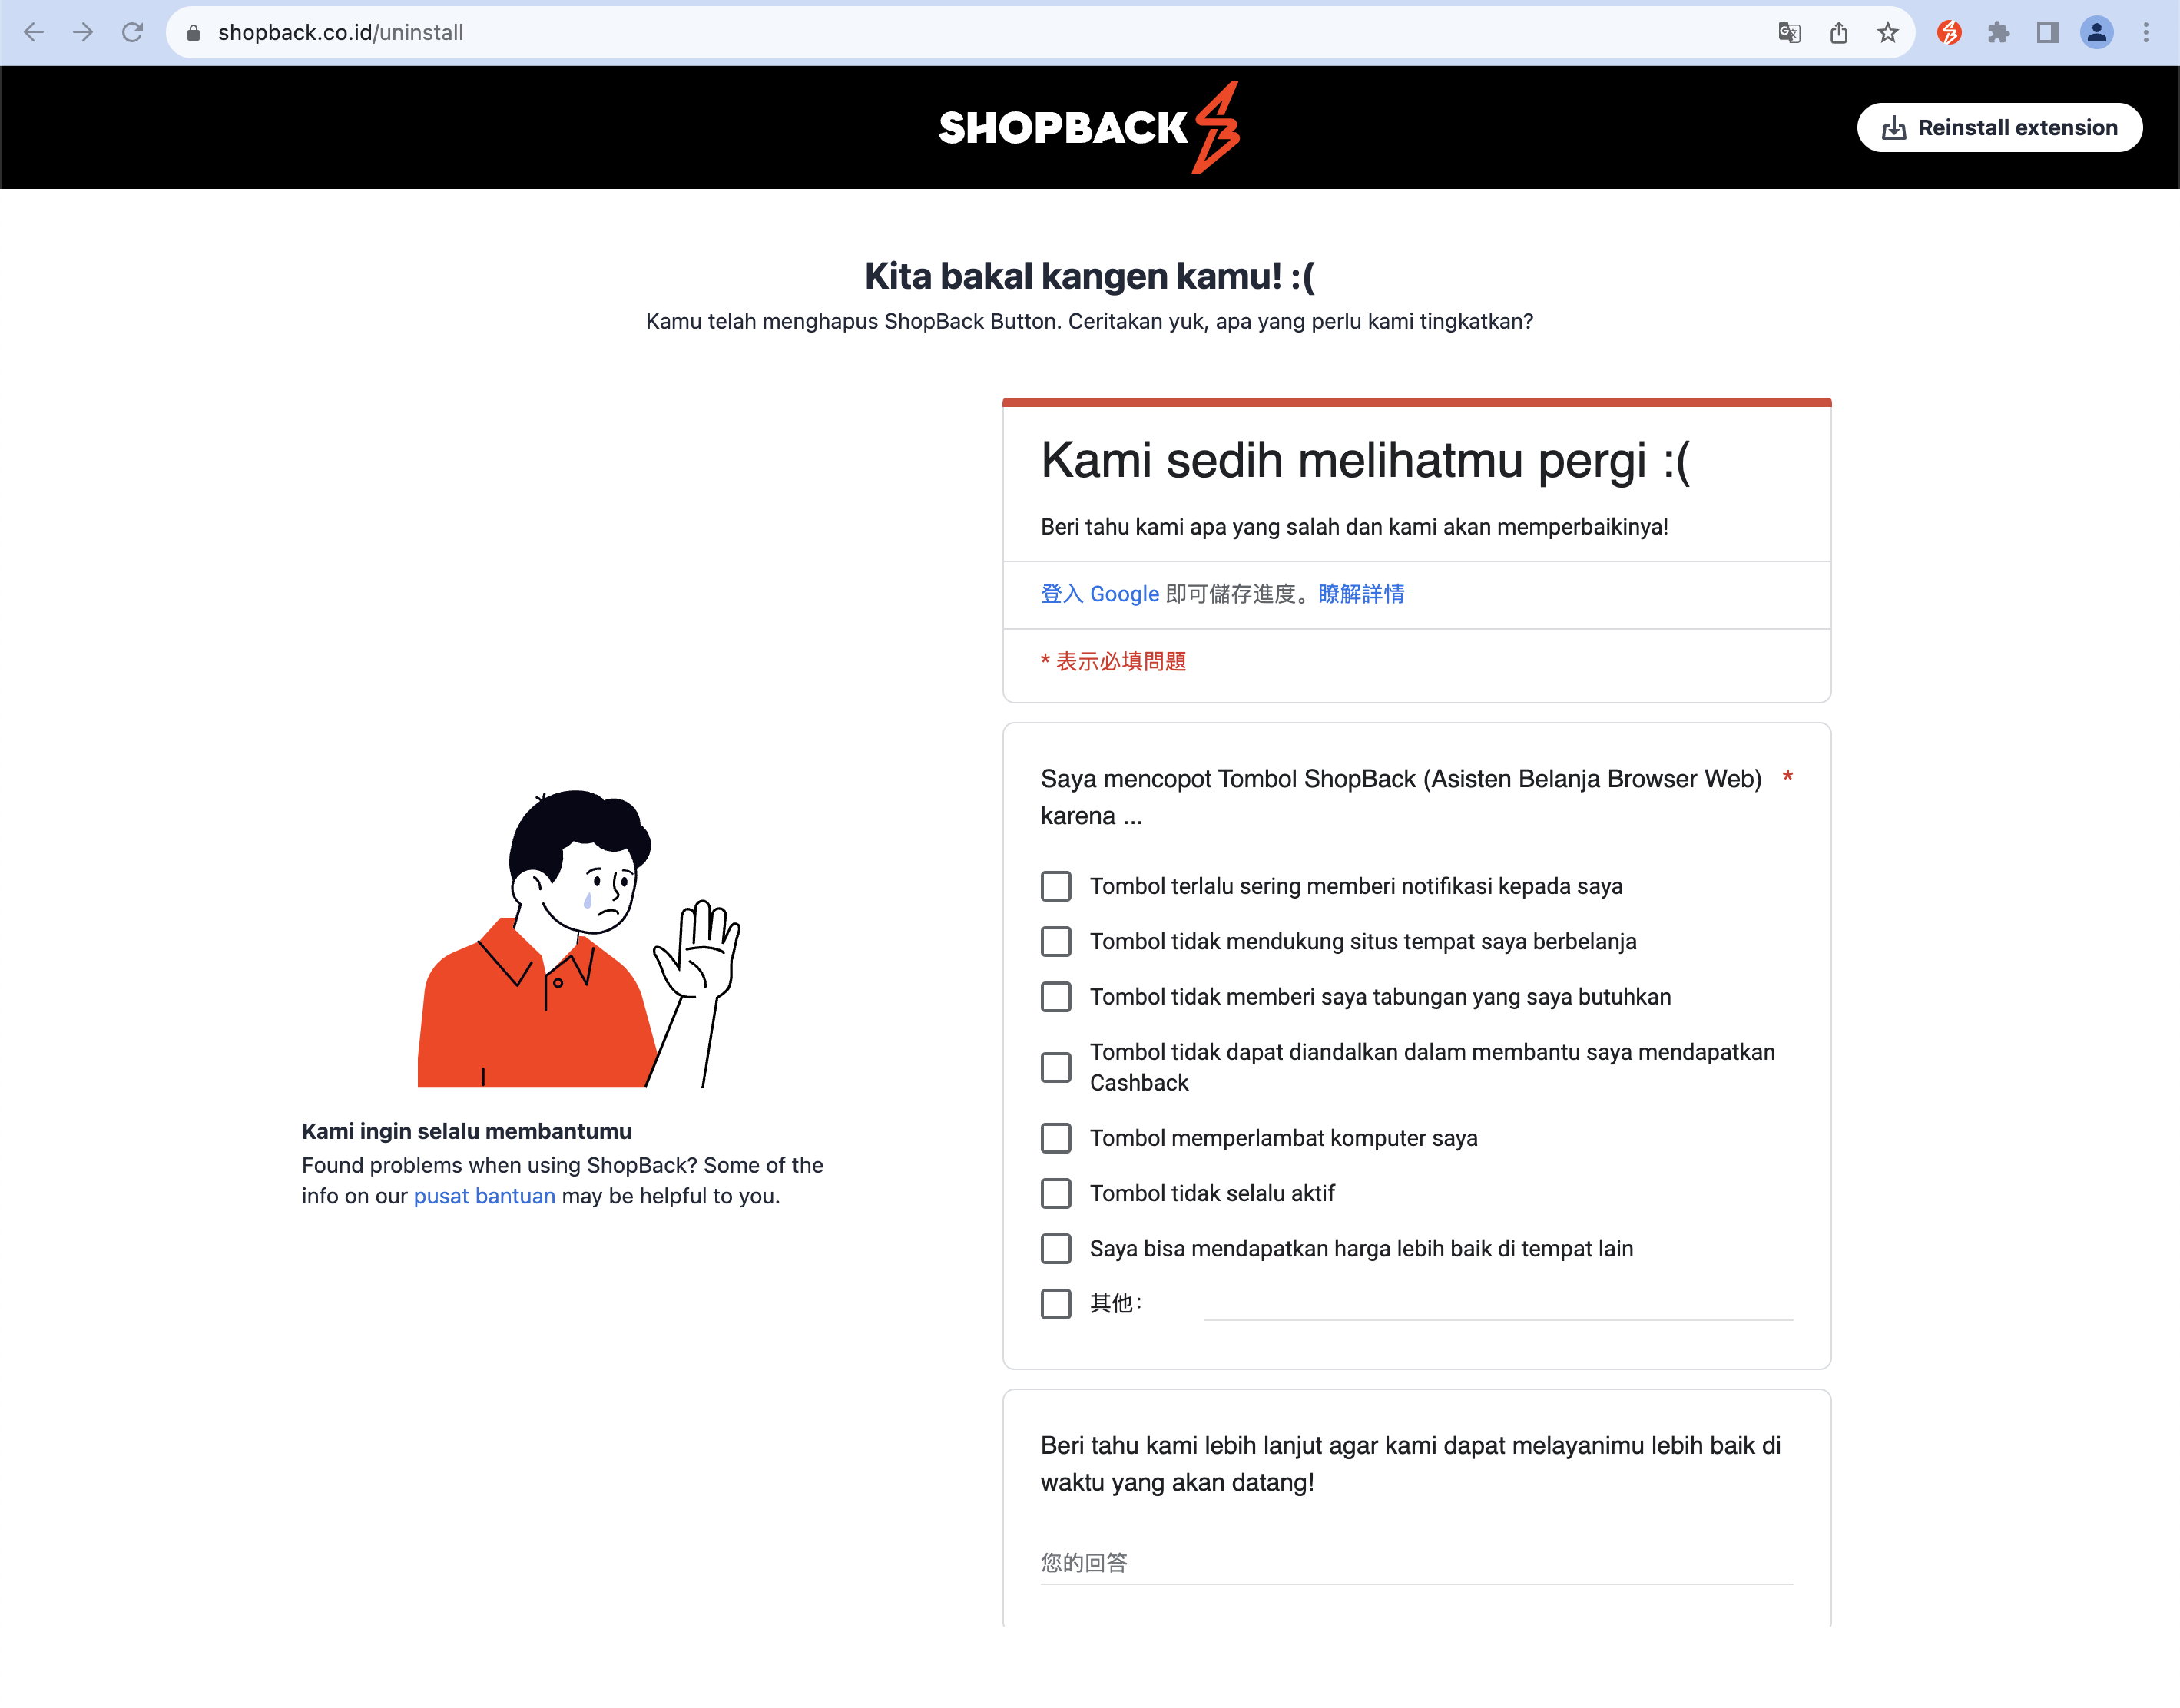 shopback.co.id/uninstall
SHOPBACK
Reinstall extension
Kita bakal kangen kamu! :(
Kamu telah menghapus ShopBack Button. Ceritakan yuk, apa yang perlu kami tingkatkan?
Kami sedih melihatmu pergi :(
Beri tahu kami apa yang salah dan kami akan memperbaikinya!
登入 Google 即可儲存進度。瞭解詳情
* 表示必填問題
Saya mencopot Tombol ShopBack (Asisten Belanja Browser Web) *
karena ...
Tombol terlalu sering memberi notifikasi kepada saya
Tombol tidak mendukung situs tempat saya berbelanja
Tombol tidak memberi saya tabungan yang saya butuhkan
Tombol tidak dapat diandalkan dalam membantu saya mendapatkan
Cashback
Tombol memperlambat komputer saya
Tombol tidak selalu aktif
Saya bisa mendapatkan harga lebih baik di tempat lain
其他：
Kami ingin selalu membantumu
Found problems when using ShopBack? Some of the
info on our pusat bantuan may be helpful to you.
Beri tahu kami lebih lanjut agar kami dapat melayanimu lebih baik di
waktu yang akan datang!
您的回答